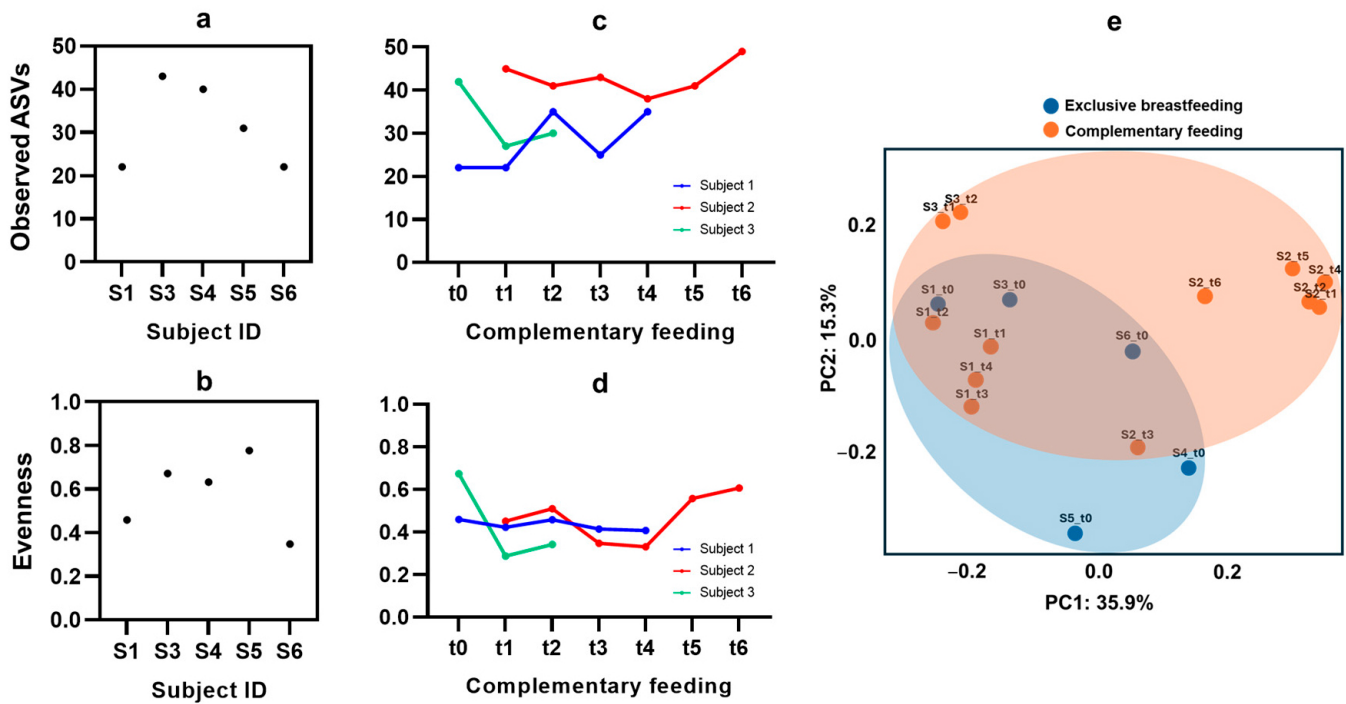 a
50
40
30
20
10
0
Observed ASVs
S1 S3 S4 S5 S6
Subject ID
b
1.0
0.8
0.6
0.4
0.2
0.0
Evenness
S1 S3 S4 S5 S6
Subject ID
c
50
40
30
20
10
0
Subject 1
Subject 2
Subject 3
t0 t1 t2 t3 t4 t5 t6
Complementary feeding
d
1.0
0.8
0.6
0.4
0.2
0.0
Subject 1
Subject 2
Subject 3
t0 t1 t2 t3 t4 t5 t6
Complementary feeding
e
Exclusive breastfeeding
Complementary feeding
S3_t2
S3_t1
S2_t5
S2_t4
S2_t6
S2_t2
S2_t1
S1_t0
S3_t0
S1_t2
S1_t1
S6_t0
S1_t4
S1_t3
S2_t3
S4_t0
S5_t0
0.2
0.0
−0.2
PC2: 15.3%
−0.2 0.0 0.2
PC1: 35.9%